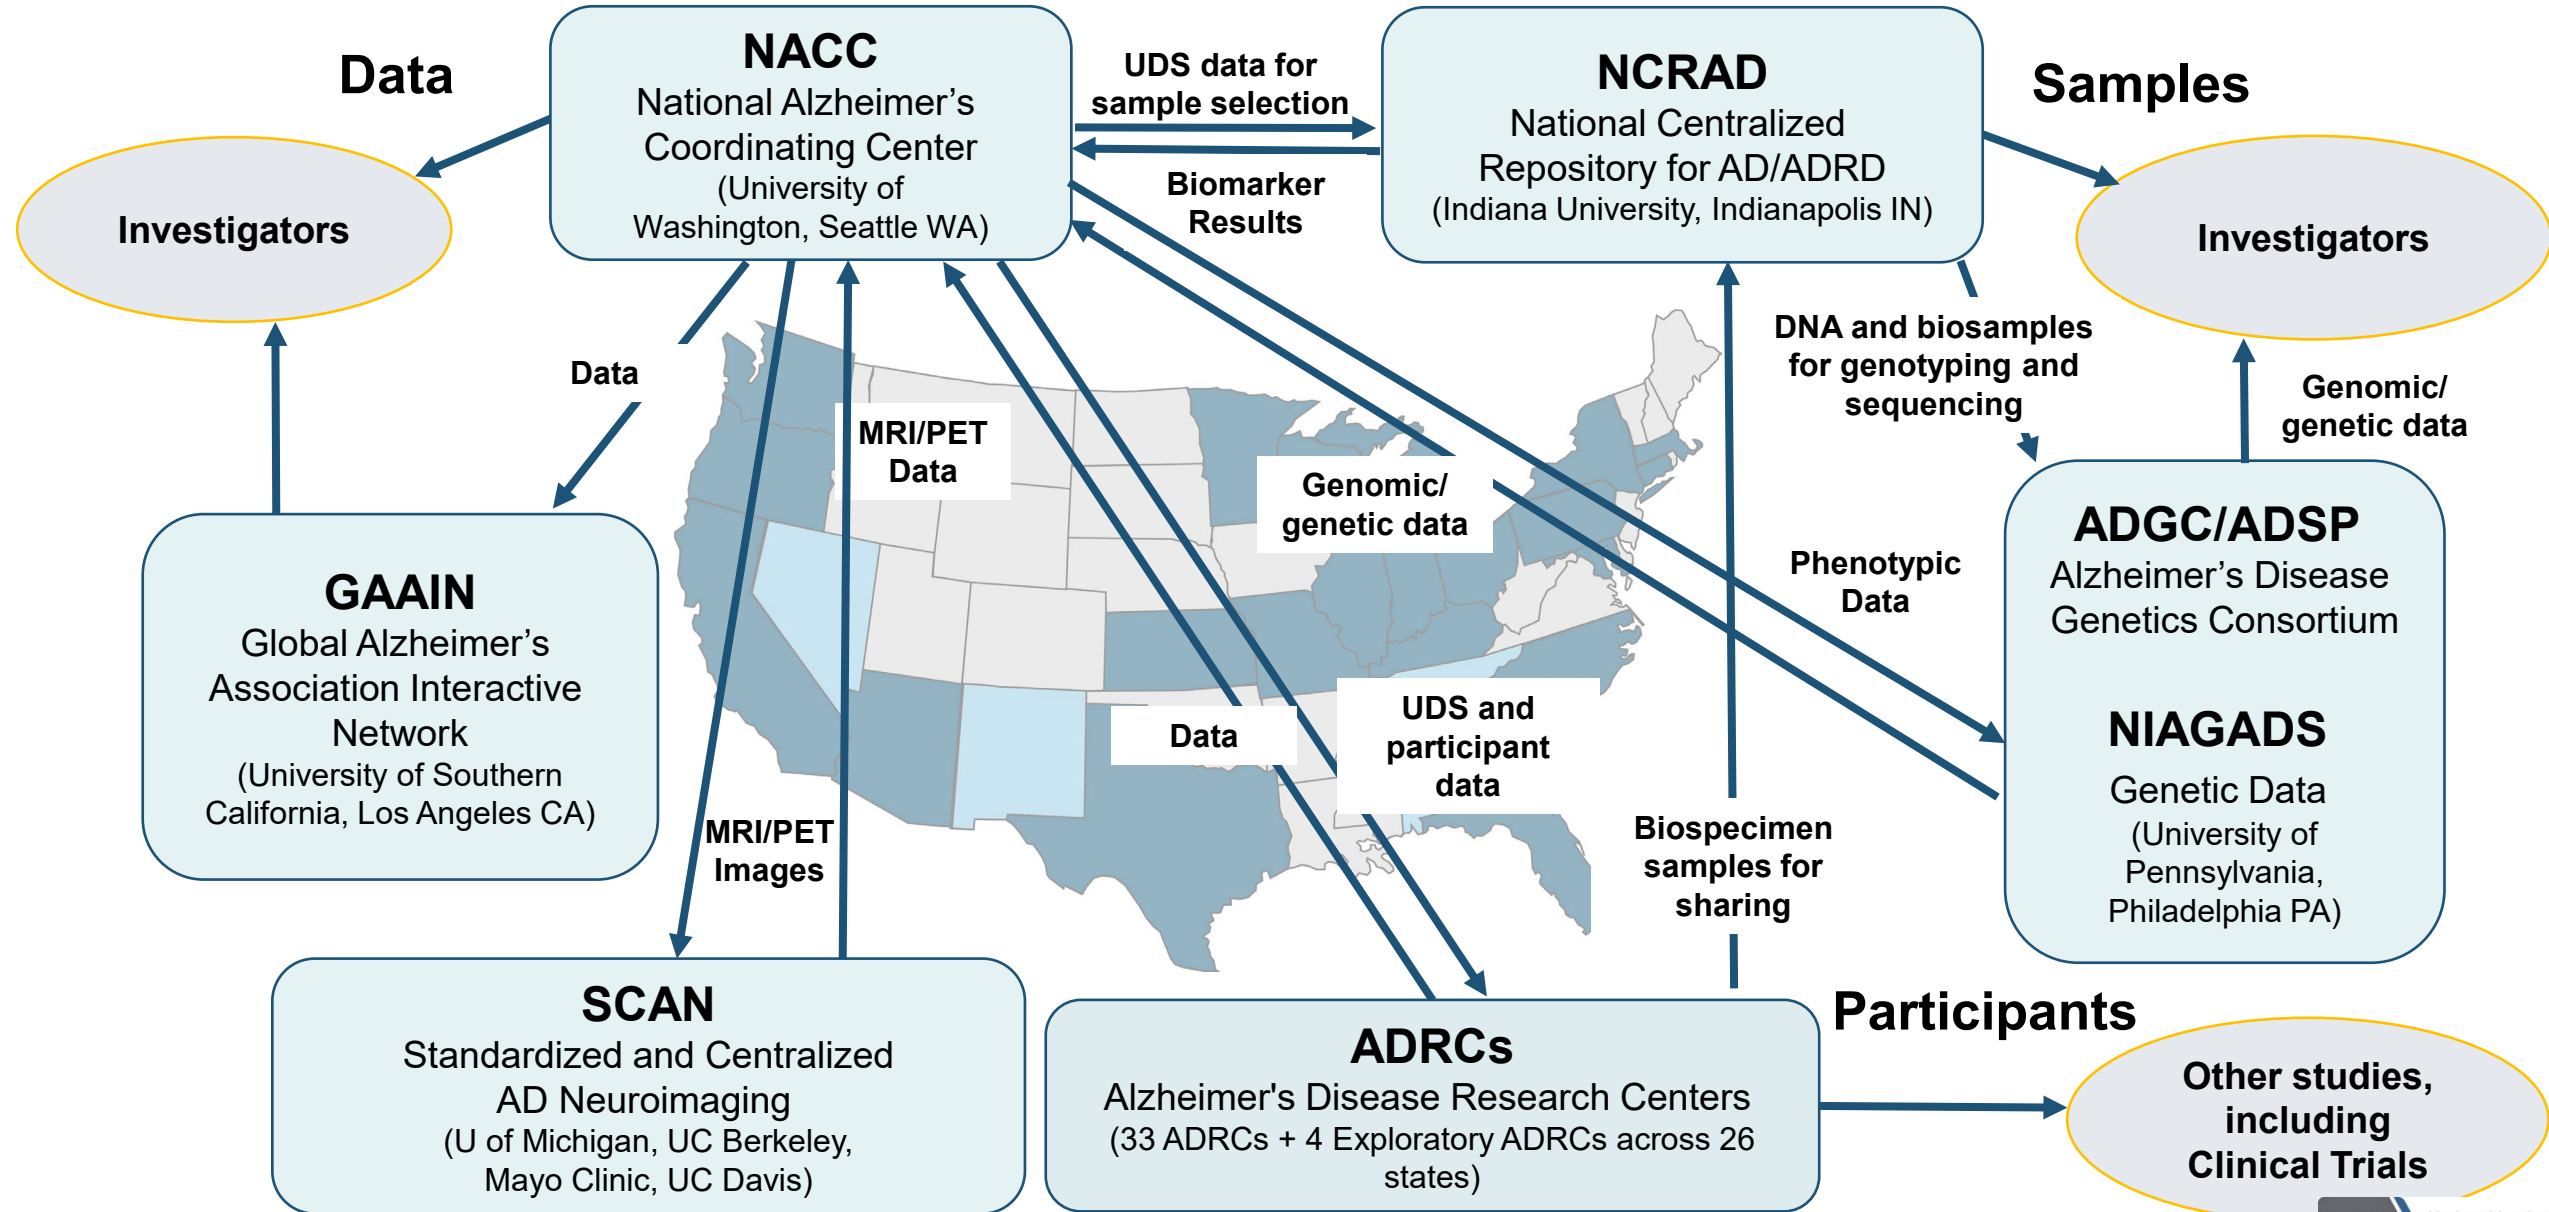 Data
NACC
National Alzheimer's
Coordinating Center
(University of
Washington, Seattle WA)
UDS data for
sample selection
Biomarker
Results
NCRAD
National Centralized
Repository for AD/ADRD
(Indiana University, Indianapolis IN)
Samples
Investigators
Investigators
Data
MRI/PET
Data
Genomic/
genetic data
DNA and biosamples
for genotyping and
sequencing
Genomic/
genetic data
GAAIN
Global Alzheimer's
Association Interactive
Network
(University of Southern
California, Los Angeles CA)
Phenotypic
Data
ADGC/ADSP
Alzheimer's Disease
Genetics Consortium
NIAGADS
Genetic Data
(University of
Pennsylvania,
Philadelphia PA)
Data
UDS and
participant
data
MRI/PET
Images
Biospecimen
samples for
sharing
SCAN
Standardized and Centralized
AD Neuroimaging
(U of Michigan, UC Berkeley,
Mayo Clinic, UC Davis)
ADRCs
Alzheimer's Disease Research Centers
(33 ADRCs + 4 Exploratory ADRCs across 26
states)
Participants
Other studies,
including
Clinical Trials